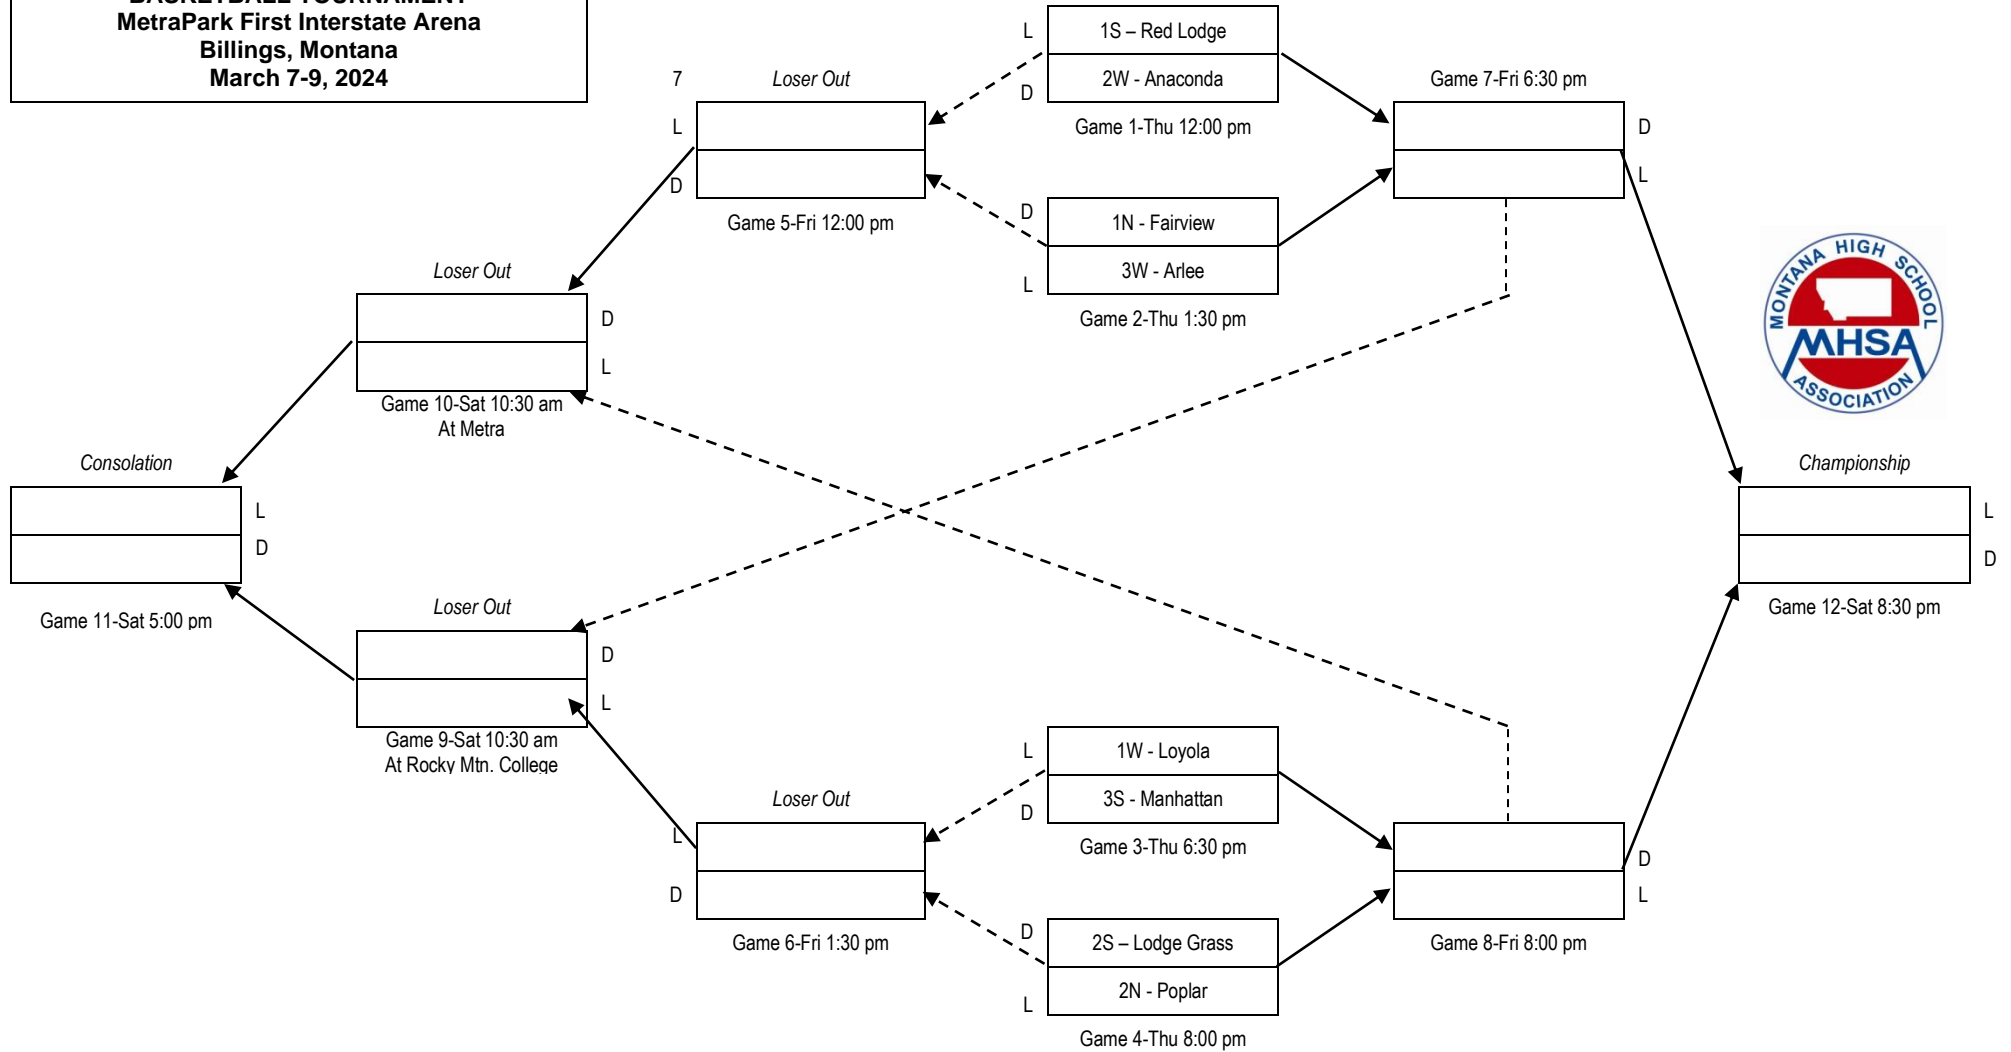 BASKETBALL TOURNAMENT
MetraPark First Interstate Arena
Billings, Montana
March 7-9, 2024
L
1S – Red Lodge
2W - Anaconda
D
Game 1-Thu 12:00 pm
7
Loser Out
L
D
Game 5-Fri 12:00 pm
D
1N - Fairview
3W - Arlee
L
Game 2-Thu 1:30 pm
Game 7-Fri 6:30 pm
D
L
Loser Out
D
L
Game 10-Sat 10:30 am
At Metra
MONTANA HIGH SCHOOL
MHSA
ASSOCIATION
Consolation
L
D
Game 11-Sat 5:00 pm
Championship
L
D
Game 12-Sat 8:30 pm
Loser Out
D
L
Game 9-Sat 10:30 am
At Rocky Mtn. College
L
1W - Loyola
3S - Manhattan
D
Game 3-Thu 6:30 pm
Loser Out
L
D
Game 6-Fri 1:30 pm
D
2S – Lodge Grass
2N - Poplar
L
Game 4-Thu 8:00 pm
D
L
Game 8-Fri 8:00 pm